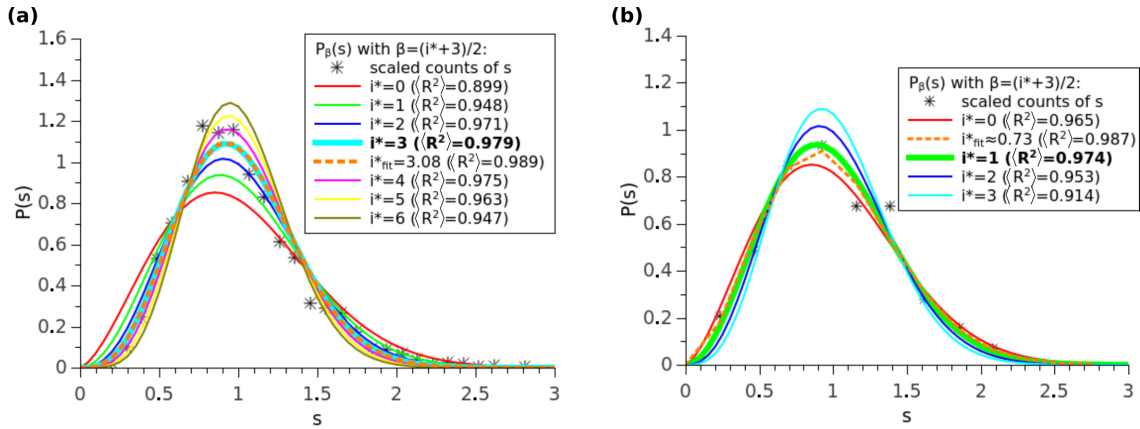 (a)
P(s)
1.6
1.4
1.2
1
0.8
0.6
0.4
0.2
0
0
0.5
1
1.5
2
2.5
3
s
Pβ(s) with β=(i*+3)/2:
scaled counts of s
i*=0 (⟨R²⟩=0.899)
i*=1 (⟨R²⟩=0.948)
i*=2 (⟨R²⟩=0.971)
i*=3 (⟨R²⟩=0.979)
i*fit=3.08 (⟨R²⟩=0.989)
i*=4 (⟨R²⟩=0.975)
i*=5 (⟨R²⟩=0.963)
i*=6 (⟨R²⟩=0.947)
(b)
P(s)
1.4
1.2
1
0.8
0.6
0.4
0.2
0
0
0.5
1
1.5
2
2.5
3
s
Pβ(s) with β=(i*+3)/2:
scaled counts of s
i*=0 (⟨R²⟩=0.965)
i*fit≈0.73 (⟨R²⟩=0.987)
i*=1 (⟨R²⟩=0.974)
i*=2 (⟨R²⟩=0.953)
i*=3 (⟨R²⟩=0.914)